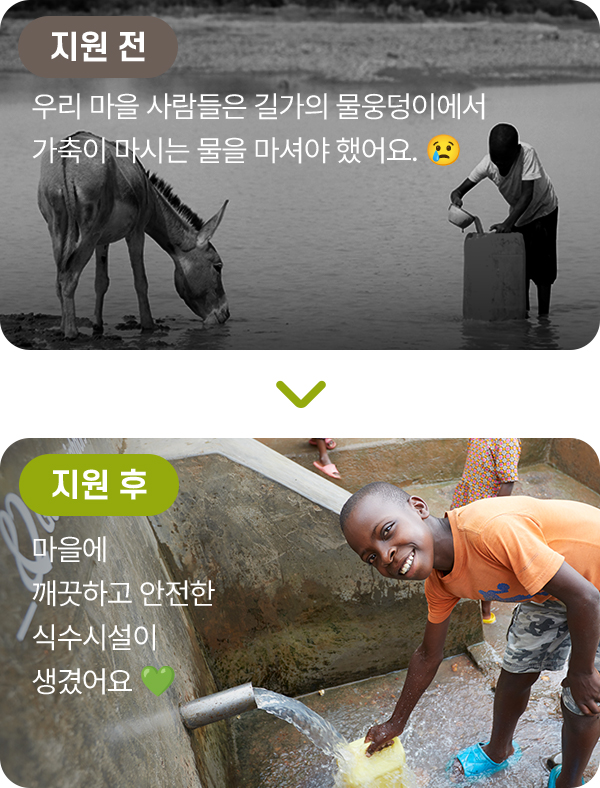 지원 전
우리 마을 사람들은 길가의 물웅덩이에서
가축이 마시는 물을 마셔야 했어요. 😢
지원 후
마을에
깨끗하고 안전한
식수시설이
생겼어요 💚